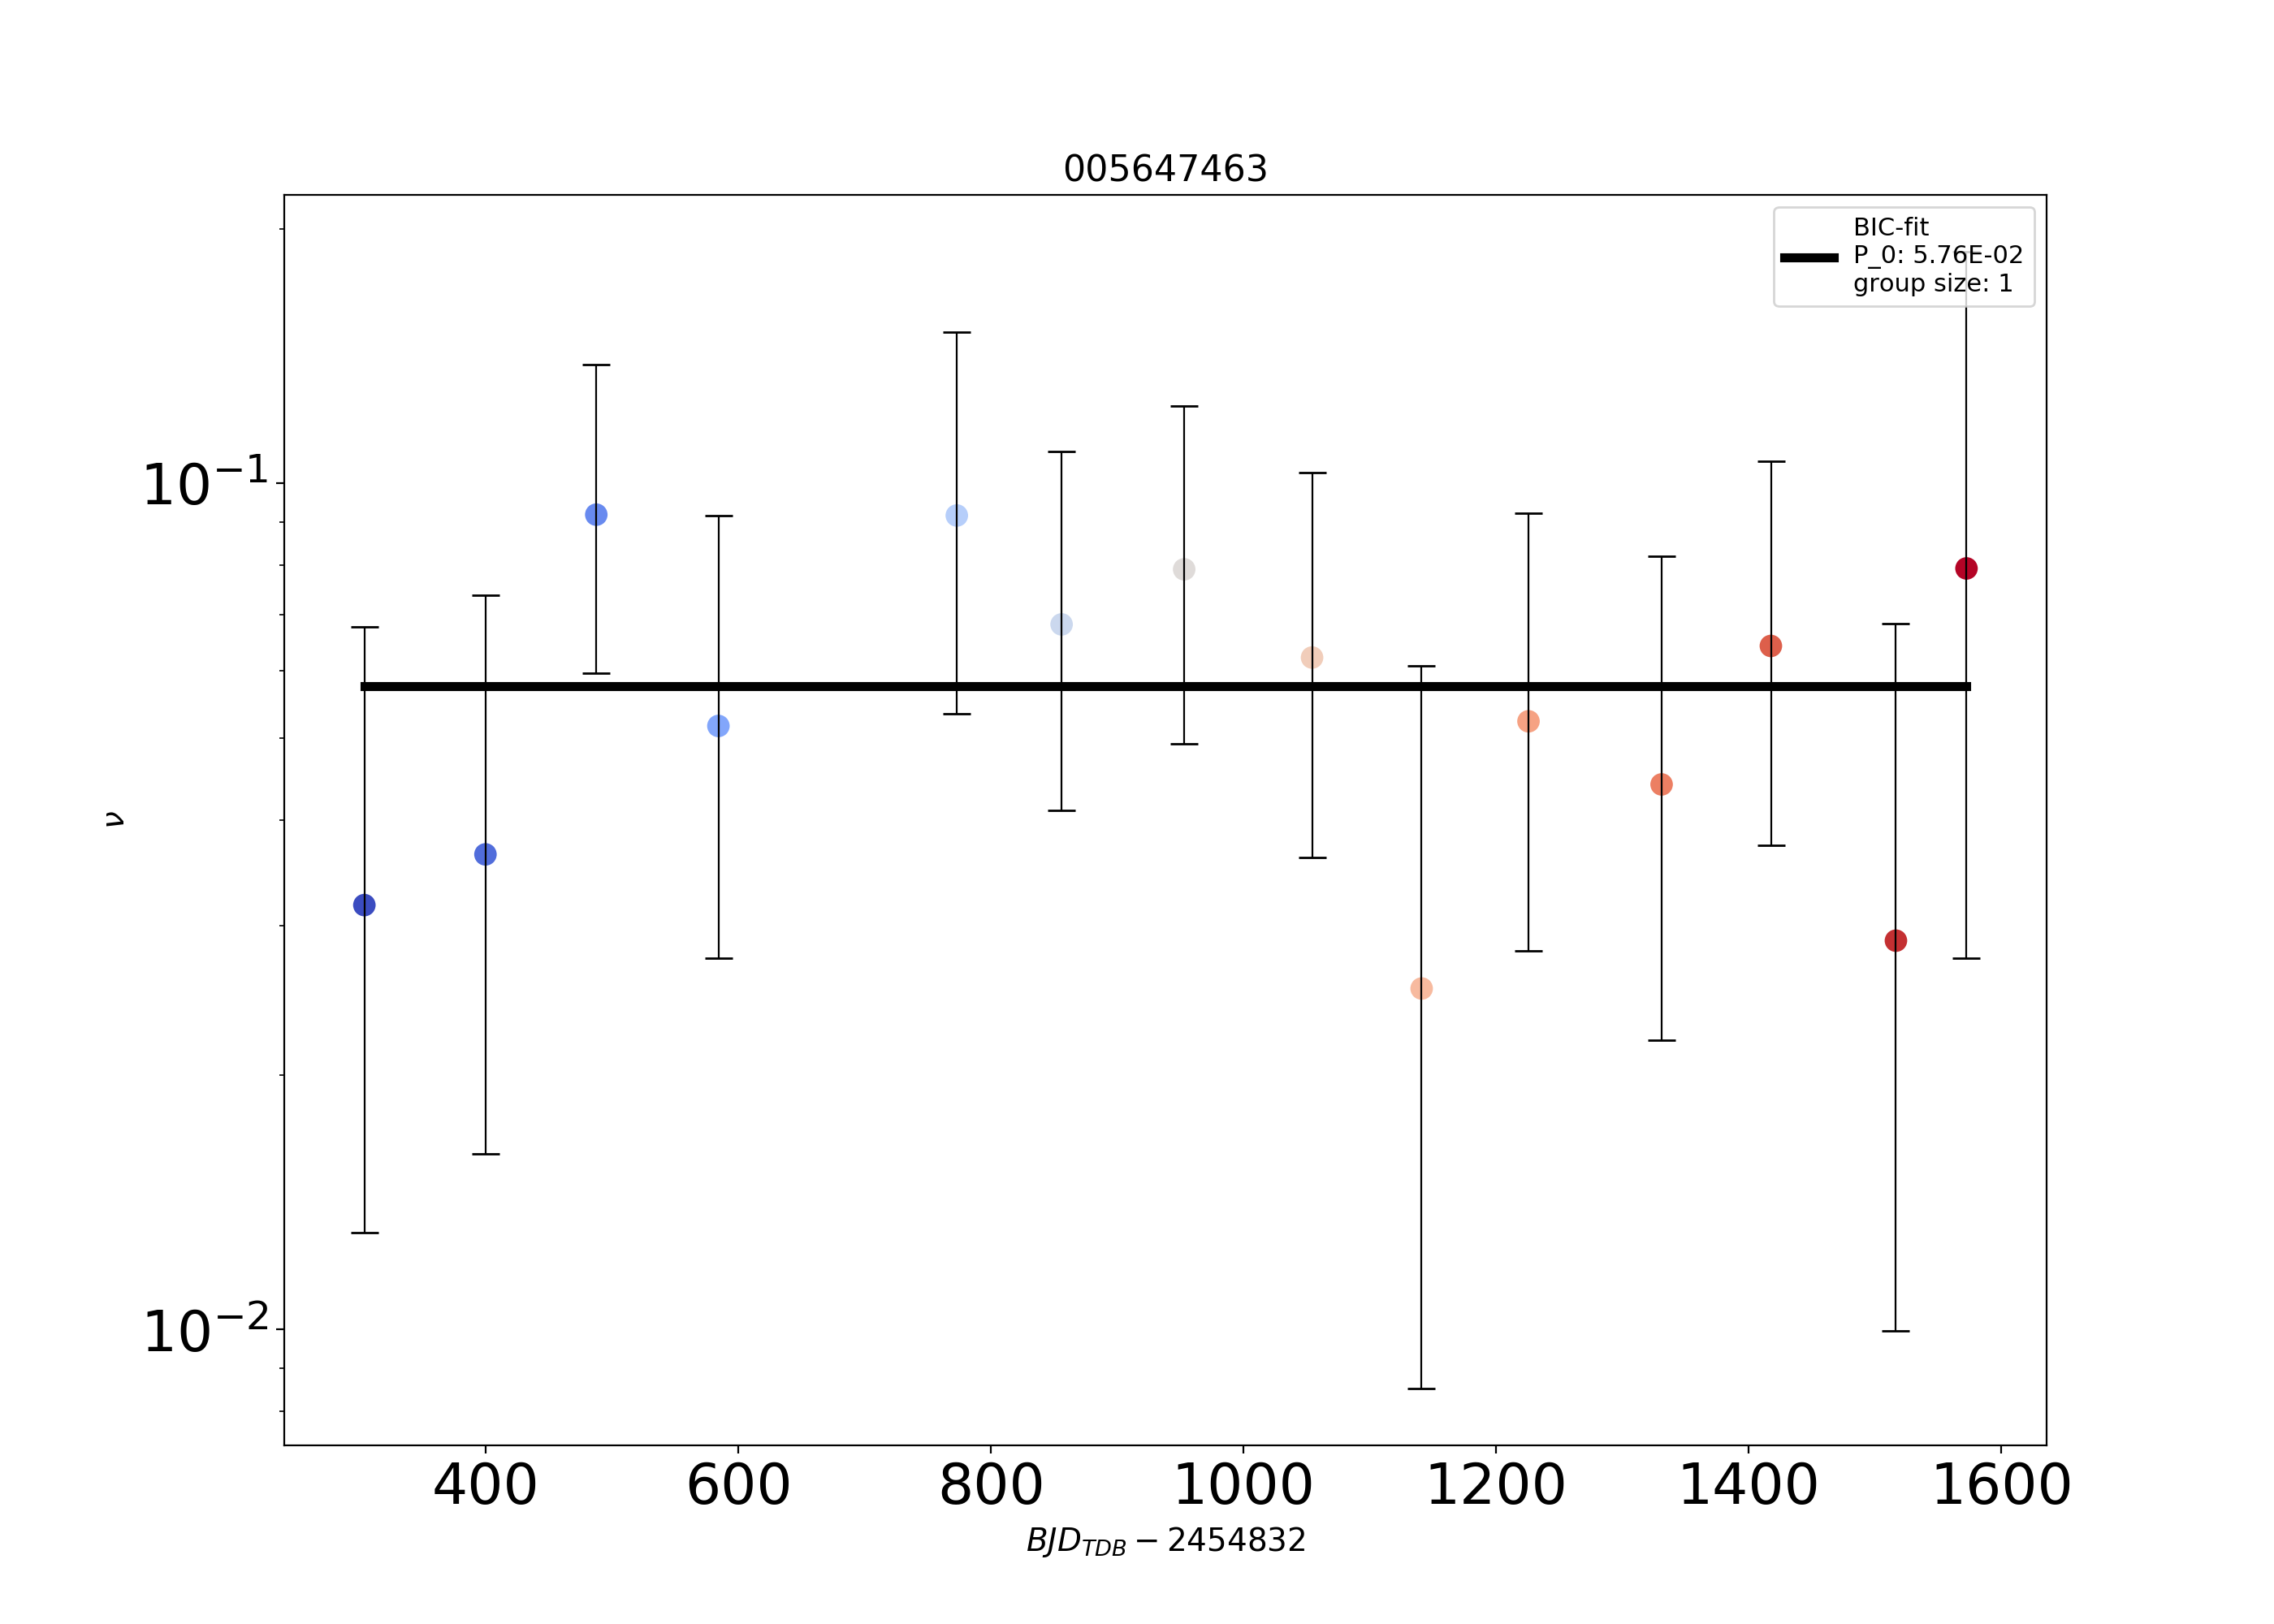 005647463
BIC-fit
P_0: 5.76E-02
group size: 1
10⁻¹
10⁻²
ν
400 600 800 1000 1200 1400 1600
BJD_TDB − 2454832